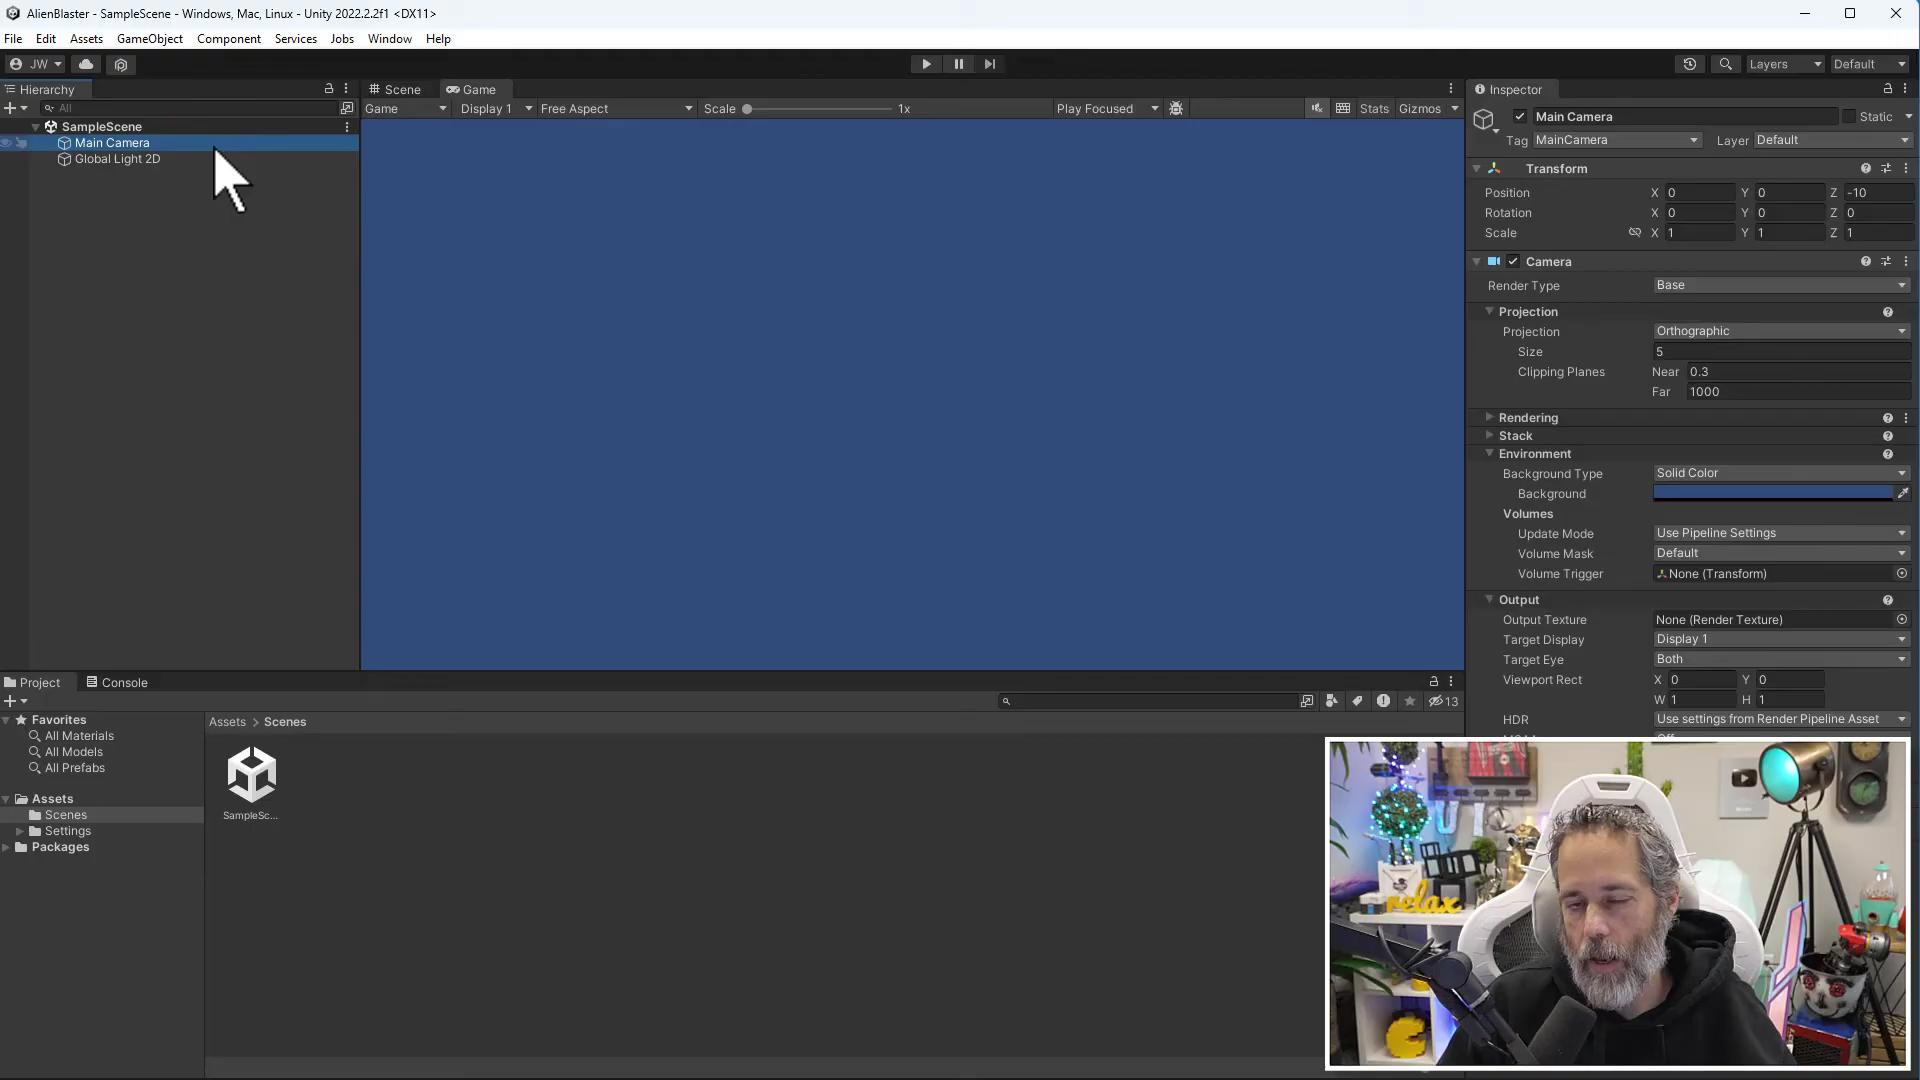 AlienBlaster - SampleScene - Windows, Mac, Linux - Unity 2022.2.2f1 <DX11>
File Edit Assets GameObject Component Services Jobs Window Help
JW Layers Default
Hierarchy
All
SampleScene
Main Camera
Global Light 2D
Scene Game
Game Display 1 Free Aspect Scale 1x Play Focused Stats Gizmos
Inspector
Main Camera Static
Tag MainCamera Layer Default
Transform
Position X 0 Y 0 Z -10
Rotation X 0 Y 0 Z 0
Scale X 1 Y 1 Z 1
Camera
Render Type Base
Projection
Projection Orthographic
Size 5
Clipping Planes Near 0.3
Far 1000
Rendering
Stack
Environment
Background Type Solid Color
Background
Volumes
Update Mode Use Pipeline Settings
Volume Mask Default
Volume Trigger None (Transform)
Output
Output Texture None (Render Texture)
Target Display Display 1
Target Eye Both
Viewport Rect X 0 Y 0
W 1 H 1
HDR Use settings from Render Pipeline Asset
Project Console
13
Favorites
All Materials
All Models
All Prefabs
Assets
Scenes
Settings
Packages
Assets > Scenes
SampleSc...
relax